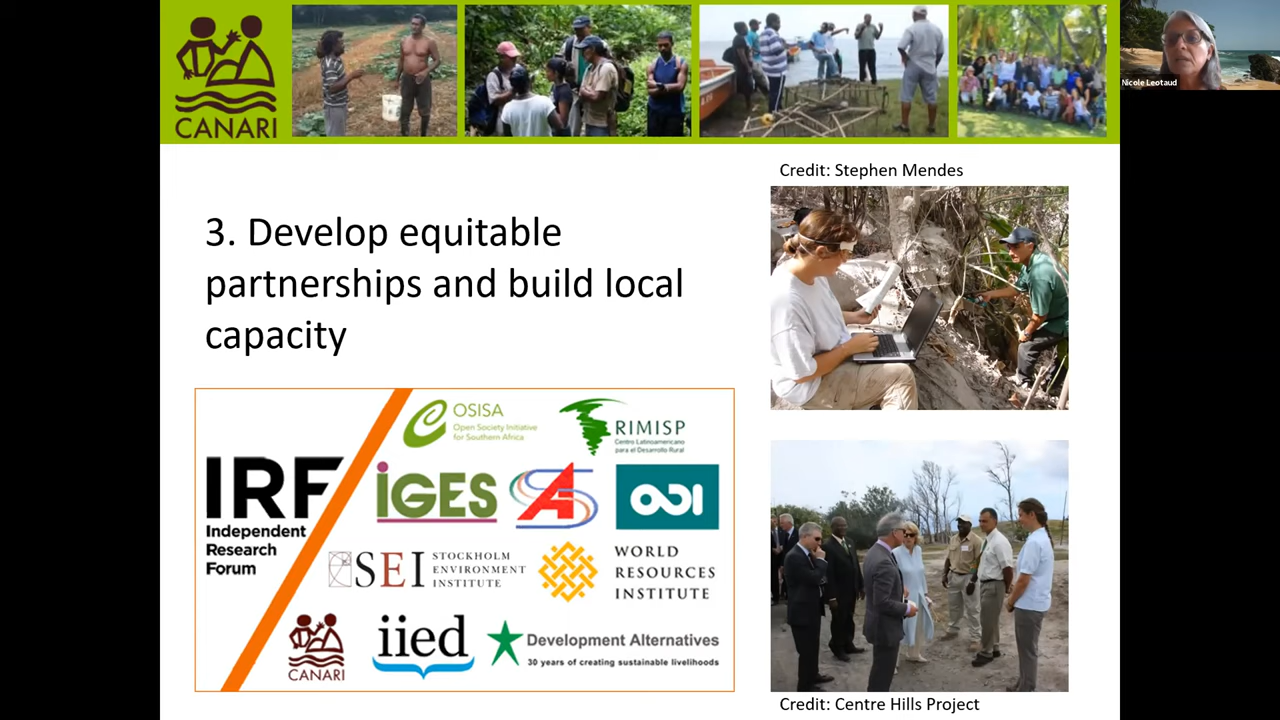 CANARI
Nicole Leotaud
Credit: Stephen Mendes
3. Develop equitable
partnerships and build local
capacity
IRF
Independent
Research
Forum
OSISA
Open Society Initiative
for Southern Africa
RIMISP
Centro Latinoamericano
para el Desarrollo Rural
iGES
ASS
ODI
SEI
STOCKHOLM
ENVIRONMENT
INSTITUTE
WORLD
RESOURCES
INSTITUTE
CANARI
iied
Development Alternatives
30 years of creating sustainable livelihoods
Credit: Centre Hills Project